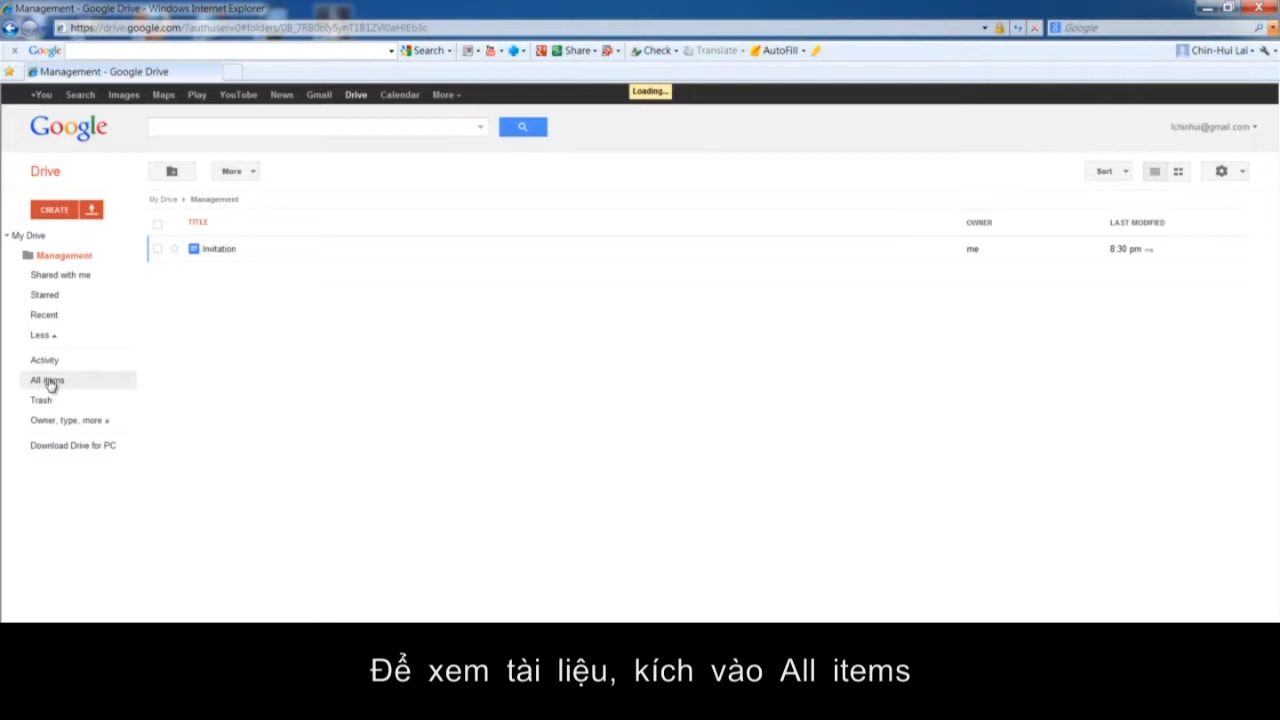 Management - Google Drive - Windows Internet Explorer
Google
Search
Share
Check
Translate
AutoFill
Chin-Hui Lai
Management - Google Drive
+You Search Images Maps Play YouTube News Gmail Drive Calendar More
Loading...
Google
lchinhui@gmail.com
Drive
More
Sort
CREATE
My Drive Management
TITLE OWNER LAST MODIFIED
Invitation me 8:30 pm me
My Drive
Management
Shared with me
Starred
Recent
Less
Activity
All items
Trash
Owner, type, more »
Download Drive for PC
Để xem tài liệu, kích vào All items